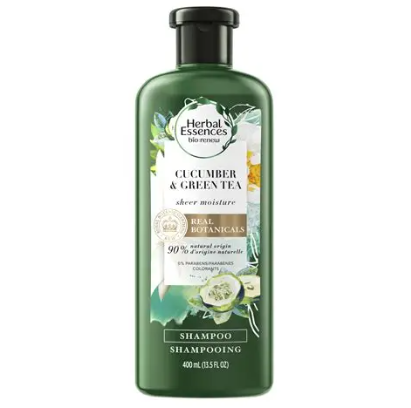 Herbal
Essences
bio:renew
CUCUMBER
& GREEN TEA
sheer moisture
REAL
BOTANICALS
90% natural origin
d'origine naturelle
0% PARABENS/PARABÈNES
COLORANTS
SHAMPOO
SHAMPOOING
400 mL (13.5 FL OZ)